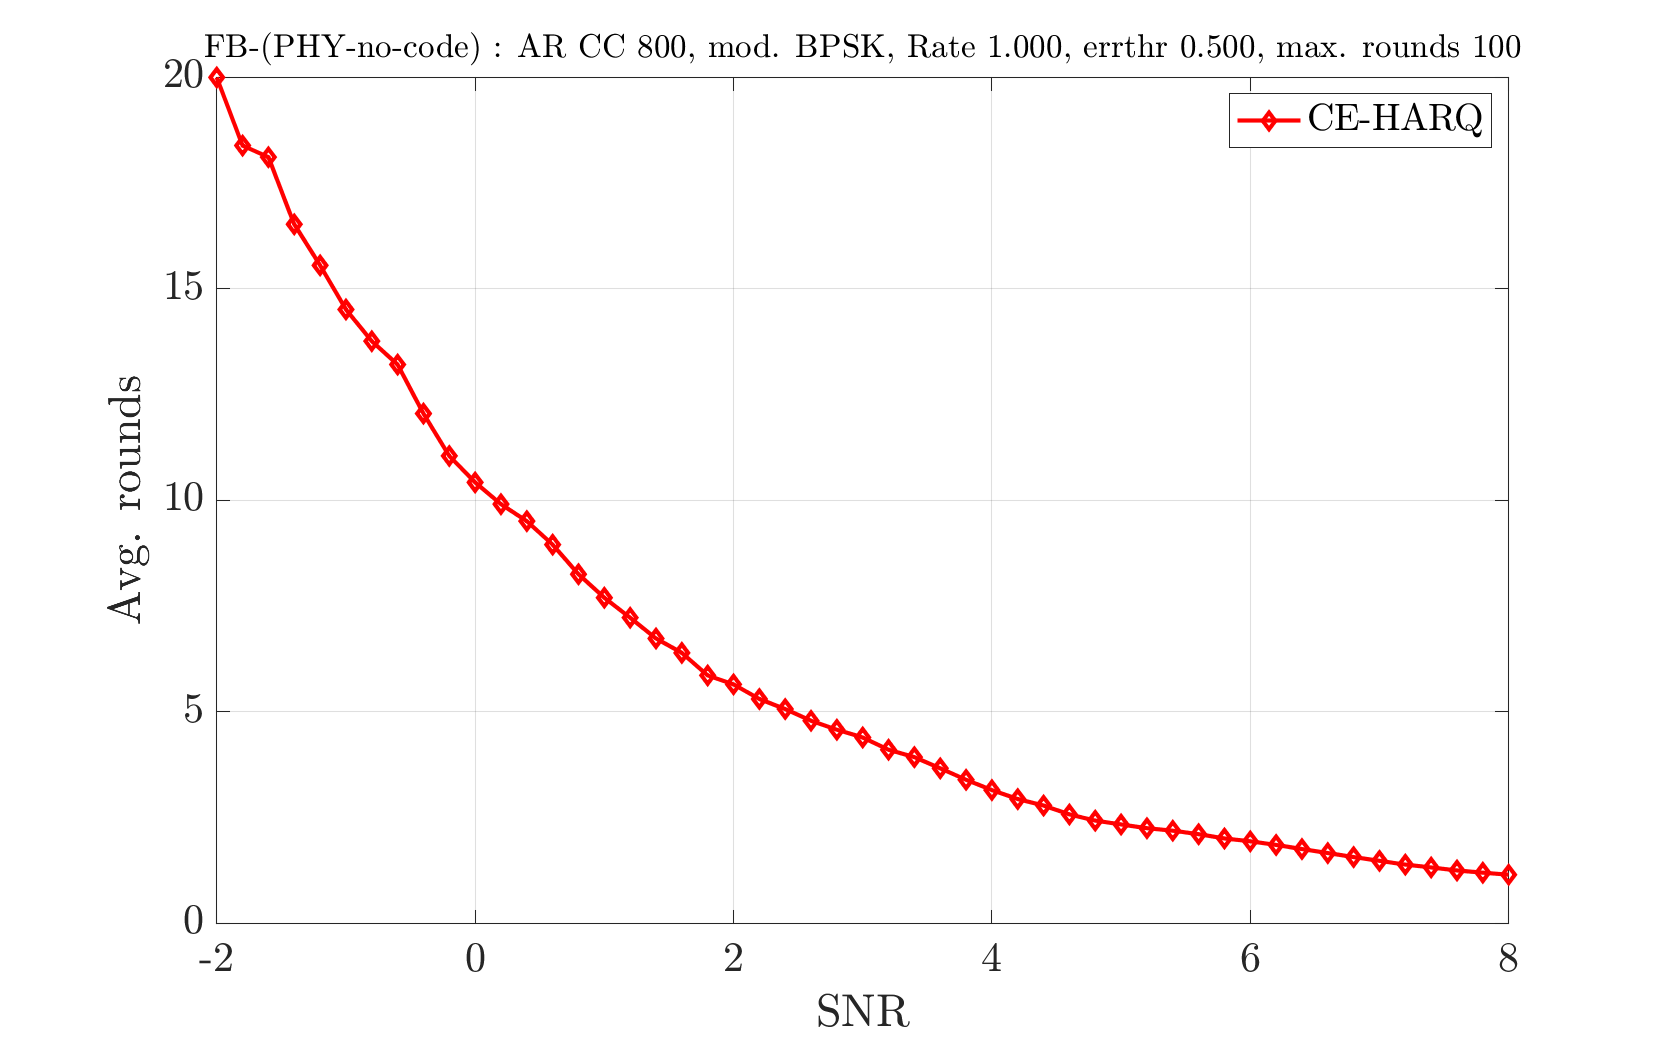 FB-(PHY-no-code) : AR CC 800, mod. BPSK, Rate 1.000, errthr 0.500, max. rounds 100
CE-HARQ
20
15
10
5
0
Avg. rounds
-2 0 2 4 6 8
SNR